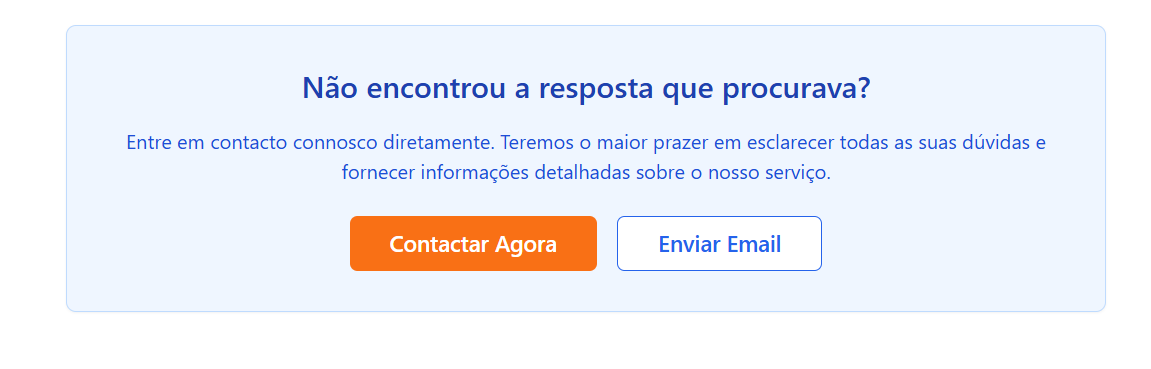 Não encontrou a resposta que procurava?
Entre em contacto connosco diretamente. Teremos o maior prazer em esclarecer todas as suas dúvidas e
fornecer informações detalhadas sobre o nosso serviço.
Contactar Agora
Enviar Email